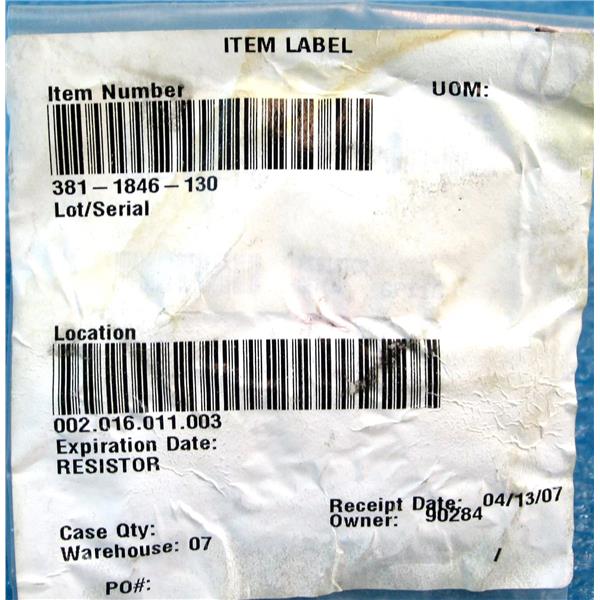 ITEM LABEL
Item Number
UOM:
381-1846-130
Lot/Serial
Location
002.016.011.003
Expiration Date:
RESISTOR
Receipt Date: 04/13/07
Owner: 90284
Case Qty:
Warehouse: 07
/
PO#: